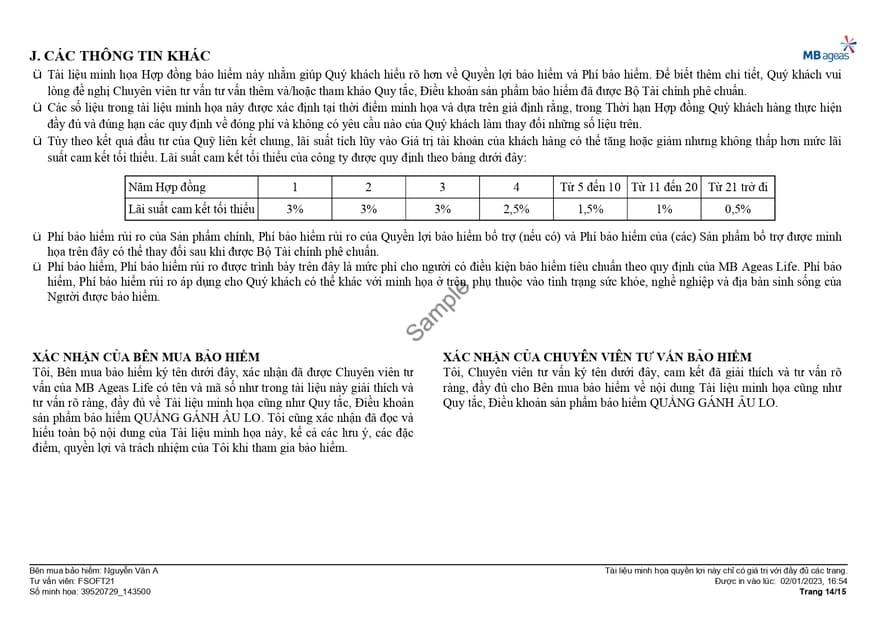 J. CÁC THÔNG TIN KHÁC
MB ageas
ü Tài liệu minh họa Hợp đồng bảo hiểm này nhằm giúp Quý khách hiểu rõ hơn về Quyền lợi bảo hiểm và Phí bảo hiểm. Để biết thêm chi tiết, Quý khách vui
lòng đề nghị Chuyên viên tư vấn tư vấn thêm và/hoặc tham khảo Quy tắc, Điều khoản sản phẩm bảo hiểm đã được Bộ Tài chính phê chuẩn.
ü Các số liệu trong tài liệu minh họa này được xác định tại thời điểm minh họa và dựa trên giả định rằng, trong Thời hạn Hợp đồng Quý khách hàng thực hiện
đầy đủ và đúng hạn các quy định về đóng phí và không có yêu cầu nào của Quý khách làm thay đổi những số liệu trên.
ü Tùy theo kết quả đầu tư của Quỹ liên kết chung, lãi suất tích lũy vào Giá trị tài khoản của khách hàng có thể tăng hoặc giảm nhưng không thấp hơn mức lãi
suất cam kết tối thiểu. Lãi suất cam kết tối thiểu của công ty được quy định theo bảng dưới đây:
Năm Hợp đồng 1 2 3 4 Từ 5 đến 10 Từ 11 đến 20 Từ 21 trở đi
Lãi suất cam kết tối thiểu 3% 3% 3% 2,5% 1,5% 1% 0,5%
ü Phí bảo hiểm rủi ro của Sản phẩm chính, Phí bảo hiểm rủi ro của Quyền lợi bảo hiểm bổ trợ (nếu có) và Phí bảo hiểm của (các) Sản phẩm bổ trợ được minh
họa trên đây có thể thay đổi sau khi được Bộ Tài chính phê chuẩn.
ü Phí bảo hiểm, Phí bảo hiểm rủi ro được trình bày trên đây là mức phí cho người có điều kiện bảo hiểm tiêu chuẩn theo quy định của MB Ageas Life. Phí bảo
hiểm, Phí bảo hiểm rủi ro áp dụng cho Quý khách có thể khác với minh họa ở trên, phụ thuộc vào tình trạng sức khỏe, nghề nghiệp và địa bàn sinh sống của
Người được bảo hiểm.
Sample
XÁC NHẬN CỦA BÊN MUA BẢO HIỂM
Tôi, Bên mua bảo hiểm ký tên dưới đây, xác nhận đã được Chuyên viên tư
vấn của MB Ageas Life có tên và mã số như trong tài liệu này giải thích và
tư vấn rõ ràng, đầy đủ về Tài liệu minh họa cũng như Quy tắc, Điều khoản
sản phẩm bảo hiểm QUẲNG GÁNH ÂU LO. Tôi cũng xác nhận đã đọc và
hiểu toàn bộ nội dung của Tài liệu minh họa này, kể cả các lưu ý, các đặc
điểm, quyền lợi và trách nhiệm của Tôi khi tham gia bảo hiểm.
XÁC NHẬN CỦA CHUYÊN VIÊN TƯ VẤN BẢO HIỂM
Tôi, Chuyên viên tư vấn ký tên dưới đây, cam kết đã giải thích và tư vấn rõ
ràng, đầy đủ cho Bên mua bảo hiểm về nội dung Tài liệu minh họa cũng như
Quy tắc, Điều khoản sản phẩm bảo hiểm QUẲNG GÁNH ÂU LO.
Bên mua bảo hiểm: Nguyễn Văn A
Tư vấn viên: FSOFT21
Số minh họa: 39520729_143500
Tài liệu minh họa quyền lợi này chỉ có giá trị với đầy đủ các trang.
Được in vào lúc: 02/01/2023, 16:54
Trang 14/15